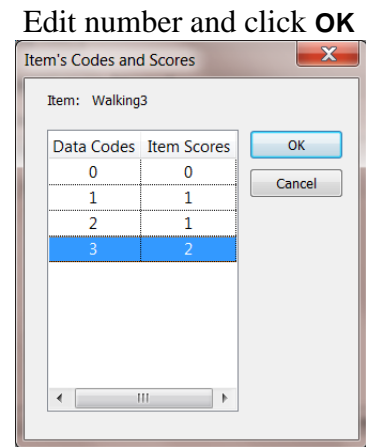 Edit number and click OK
Item's Codes and Scores
Item: Walking3
Data Codes Item Scores
0 0
1 1
2 1
3 2
OK
Cancel